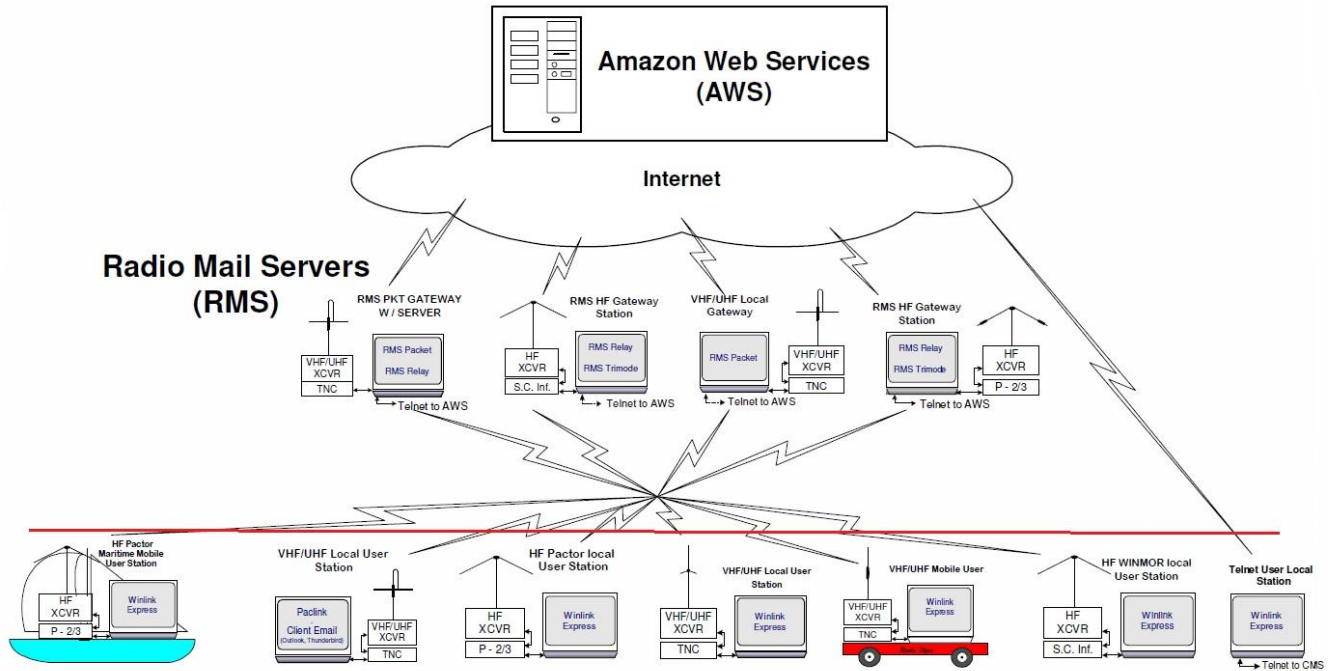 Amazon Web Services
(AWS)
Internet
Radio Mail Servers
(RMS)
RMS PKT GATEWAY
W / SERVER
VHF/UHF
XCVR
TNC
RMS Packet
RMS Relay
Telnet to AWS
RMS HF Gateway
Station
HF
XCVR
S.C. Inf.
RMS Relay
RMS Trimode
Telnet to AWS
VHF/UHF Local
Gateway
RMS Packet
VHF/UHF
XCVR
TNC
Telnet to AWS
RMS HF Gateway
Station
RMS Relay
RMS Trimode
HF
XCVR
P - 2/3
Telnet to AWS
HF Pactor
Maritime Mobile
User Station
HF
XCVR
P - 2/3
Winlink
Express
VHF/UHF Local User
Station
Paclink
-
Client Email
(Outlook, Thunderbird)
VHF/UHF
XCVR
TNC
HF Pactor local
User Station
HF
XCVR
P - 2/3
Winlink
Express
VHF/UHF Local User
Station
VHF/UHF
XCVR
TNC
Winlink
Express
VHF/UHF Mobile User
VHF/UHF
XCVR
TNC
Winlink
Express
HF WINMOR local
User Station
HF
XCVR
S.C. Inf.
Winlink
Express
Telnet User Local
Station
Winlink
Express
Telnet to CMS